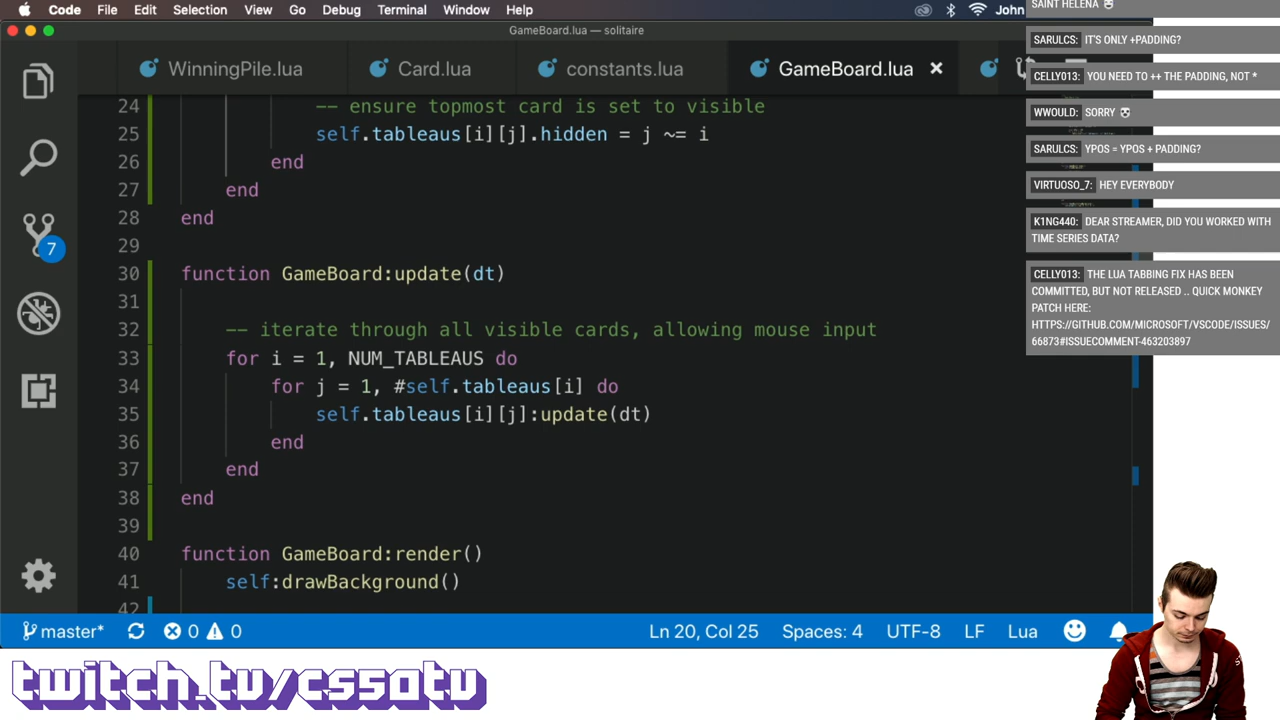 Code File Edit Selection View Go Debug Terminal Window Help
John
GameBoard.lua — solitaire
WinningPile.lua
Card.lua
constants.lua
GameBoard.lua
24 -- ensure topmost card is set to visible
25 self.tableaus[i][j].hidden = j ~= i
26 end
27 end
28 end
29
30 function GameBoard:update(dt)
31
32 -- iterate through all visible cards, allowing mouse input
33 for i = 1, NUM_TABLEAUS do
34 for j = 1, #self.tableaus[i] do
35 self.tableaus[i][j]:update(dt)
36 end
37 end
38 end
39
40 function GameBoard:render()
41 self:drawBackground()
42
7
master* 0 0 Ln 20, Col 25 Spaces: 4 UTF-8 LF Lua
SAINT HELENA
SARULCS: IT'S ONLY +PADDING?
CELLY013: YOU NEED TO ++ THE PADDING, NOT *
WWOULD: SORRY
SARULCS: YPOS = YPOS + PADDING?
VIRTUOSO_7: HEY EVERYBODY
K1NG440: DEAR STREAMER, DID YOU WORKED WITH
TIME SERIES DATA?
CELLY013: THE LUA TABBING FIX HAS BEEN
COMMITTED, BUT NOT RELEASED .. QUICK MONKEY
PATCH HERE:
HTTPS://GITHUB.COM/MICROSOFT/VSCODE/ISSUES/
66873#ISSUECOMMENT-463203897
twitch.tv/cs50tv